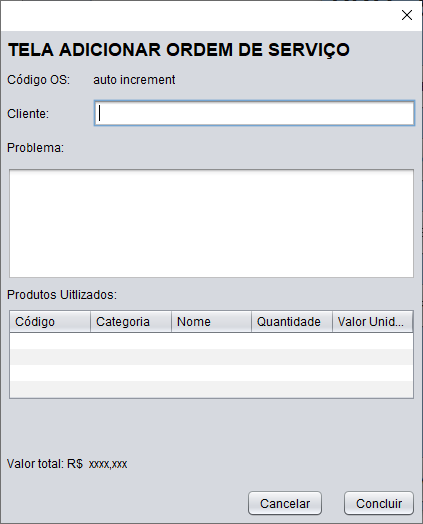 TELA ADICIONAR ORDEM DE SERVIÇO
Código OS: auto increment
Cliente:
Problema:
Produtos Uitlizados:
Código Categoria Nome Quantidade Valor Unid...
Valor total: R$ xxxx,xxx
Cancelar Concluir